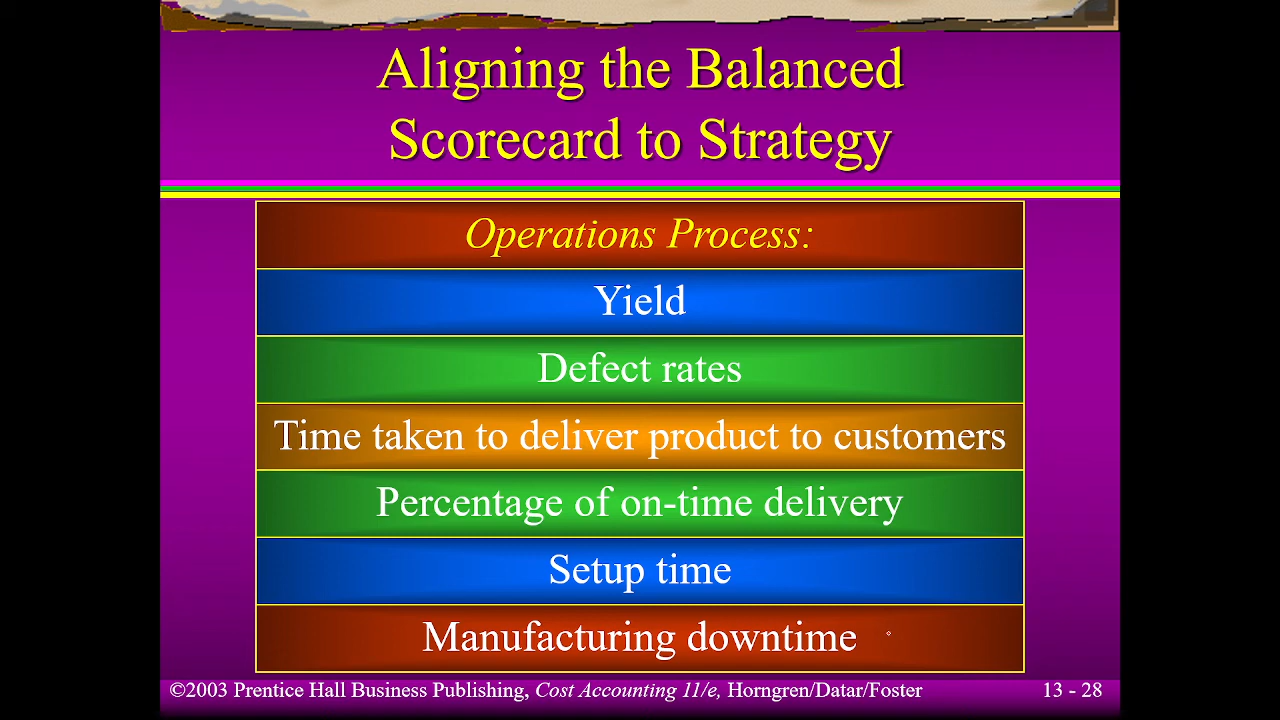 Aligning the Balanced
Scorecard to Strategy
Operations Process:
Yield
Defect rates
Time taken to deliver product to customers
Percentage of on-time delivery
Setup time
Manufacturing downtime
©2003 Prentice Hall Business Publishing, Cost Accounting 11/e, Horngren/Datar/Foster 13 - 28